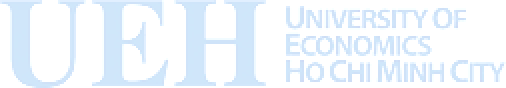 UEH
UNIVERSITY OF
ECONOMICS
HO CHI MINH CITY